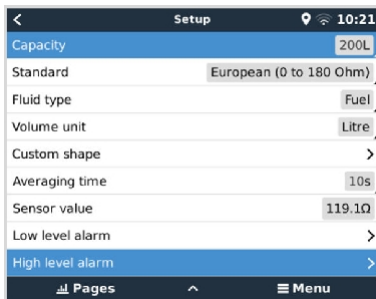 Setup 10:21
Capacity 200L
Standard European (0 to 180 Ohm)
Fluid type Fuel
Volume unit Litre
Custom shape
Averaging time 10s
Sensor value 119.1Ω
Low level alarm
High level alarm
Pages Menu